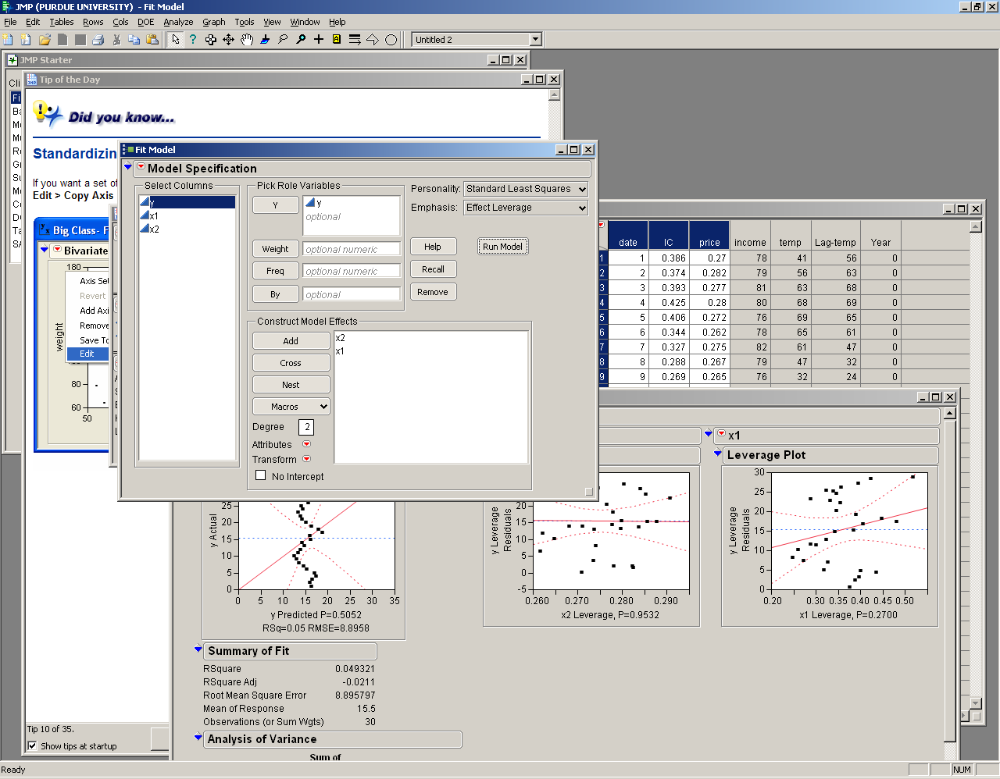 JMP (PURDUE UNIVERSITY) - Fit Model
File Edit Tables Rows Cols DOE Analyze Graph Tools View Window Help
Untitled 2
JMP Starter
Tip of the Day
Did you know...
Standardizin
If you want a set of
Edit > Copy Axis
Big Class- F
Bivariate
180
Axis Set
Revert
Add Axi
Remove
Save To
Edit
weight
80
60
50
Tip 10 of 35.
Show tips at startup
Fit Model
Model Specification
Select Columns
y
x1
x2
Pick Role Variables
Y
y
optional
Weight
optional numeric
Freq
optional numeric
By
optional
Personality: Standard Least Squares
Emphasis: Effect Leverage
Help
Run Model
Recall
Remove
Construct Model Effects
Add
Cross
Nest
Macros
Degree 2
Attributes
Transform
No Intercept
x2
x1
date IC price income temp Lag-temp Year
1 1 0.386 0.27 78 41 56 0
2 2 0.374 0.282 79 56 63 0
3 3 0.393 0.277 81 63 68 0
4 4 0.425 0.28 80 68 69 0
5 5 0.406 0.272 76 69 65 0
6 6 0.344 0.262 78 65 61 0
7 7 0.327 0.275 82 61 47 0
8 8 0.288 0.267 79 47 32 0
9 9 0.269 0.265 76 32 24 0
y Actual
25
20
15
10
5
0
0 5 10 15 20 25 30 35
y Predicted P=0.5052
RSq=0.05 RMSE=8.8958
y Leverage
Residuals
20
15
10
5
0
-5
0.260 0.270 0.280 0.290
x2 Leverage, P=0.9532
x1
Leverage Plot
y Leverage
Residuals
30
25
20
15
10
5
0
0.20 0.30 0.35 0.40 0.50
x1 Leverage, P=0.2700
Summary of Fit
RSquare 0.049321
RSquare Adj -0.0211
Root Mean Square Error 8.895797
Mean of Response 15.5
Observations (or Sum Wgts) 30
Analysis of Variance
Sum of
Ready
NUM